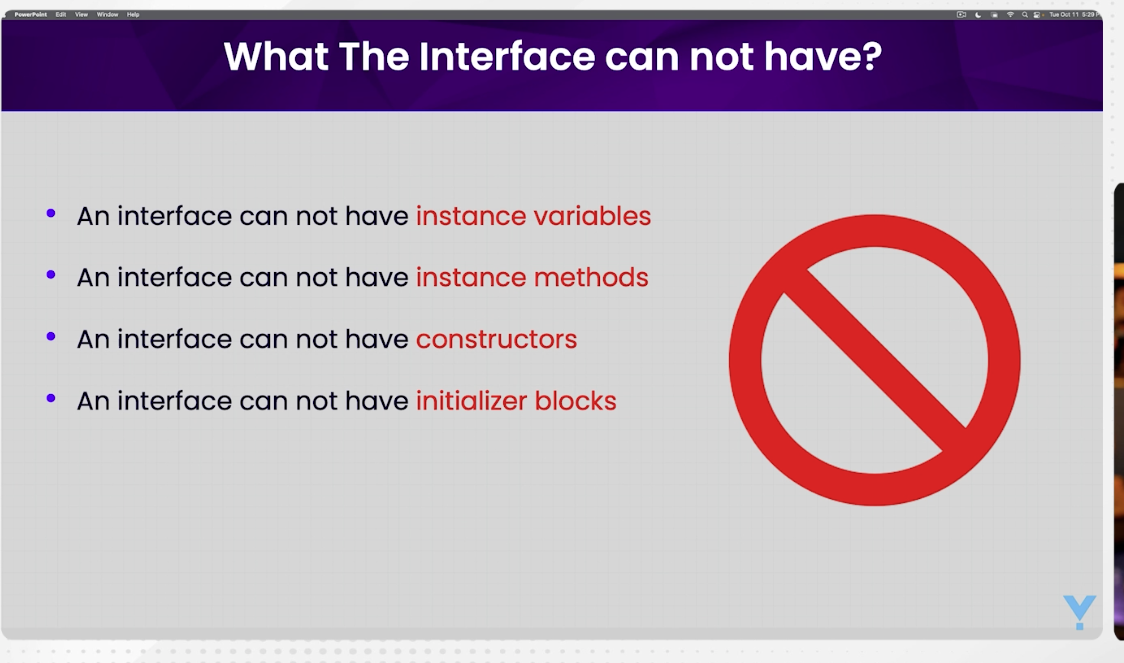 PowerPoint Edit View Window Help Tue Oct 11 5:29
What The Interface can not have?
An interface can not have instance variables
An interface can not have instance methods
An interface can not have constructors
An interface can not have initializer blocks